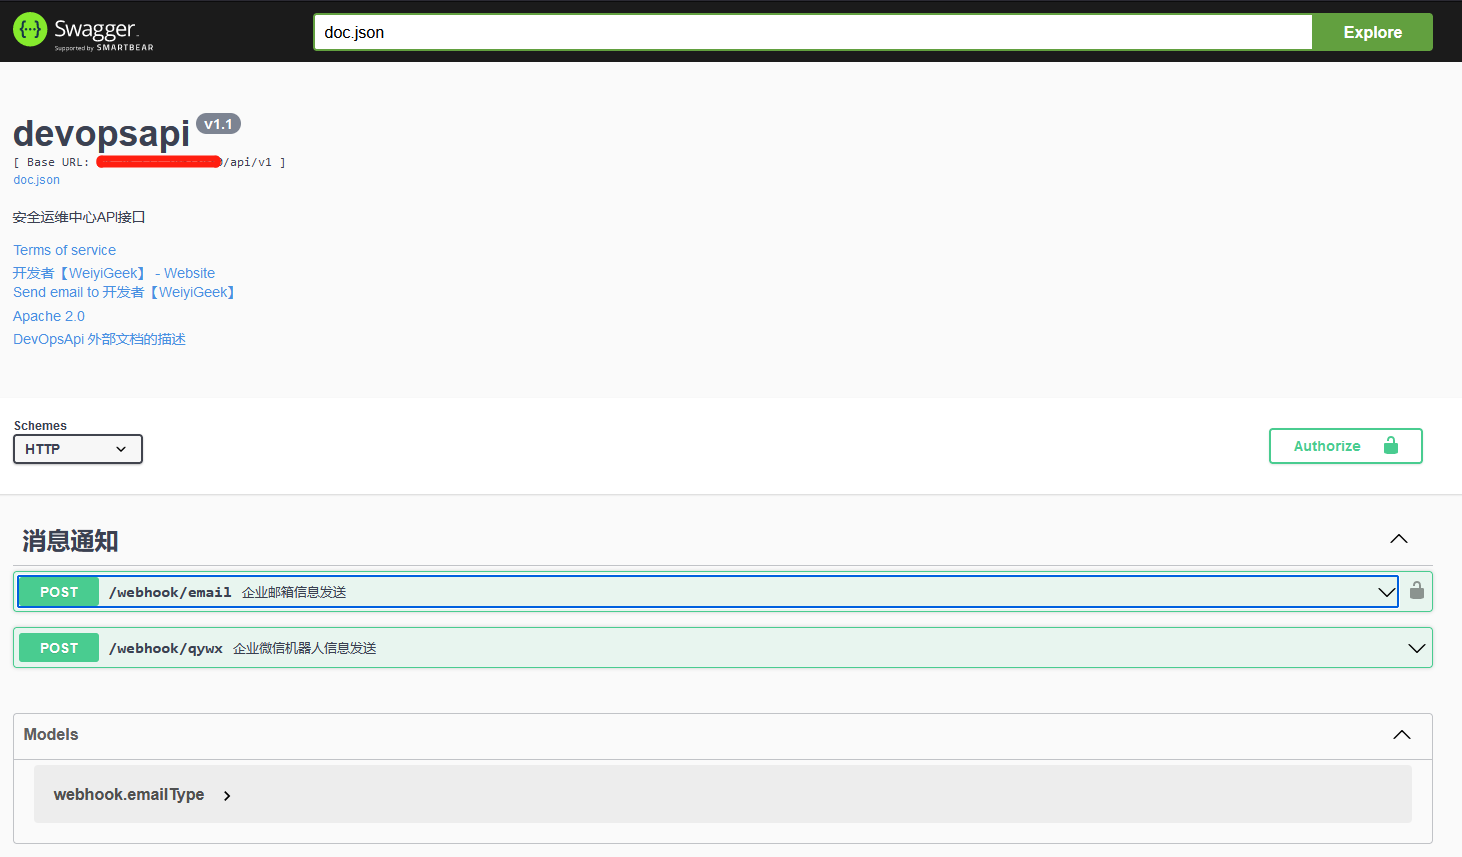 Swagger.
Supported by SMARTBEAR
doc.json
Explore
devopsapi v1.1
[ Base URL: /api/v1 ]
doc.json
安全运维中心API接口
Terms of service
开发者【WeiyiGeek】 - Website
Send email to 开发者【WeiyiGeek】
Apache 2.0
DevOpsApi 外部文档的描述
Schemes
HTTP
Authorize
消息通知
POST /webhook/email 企业邮箱信息发送
POST /webhook/qywx 企业微信机器人信息发送
Models
webhook.emailType